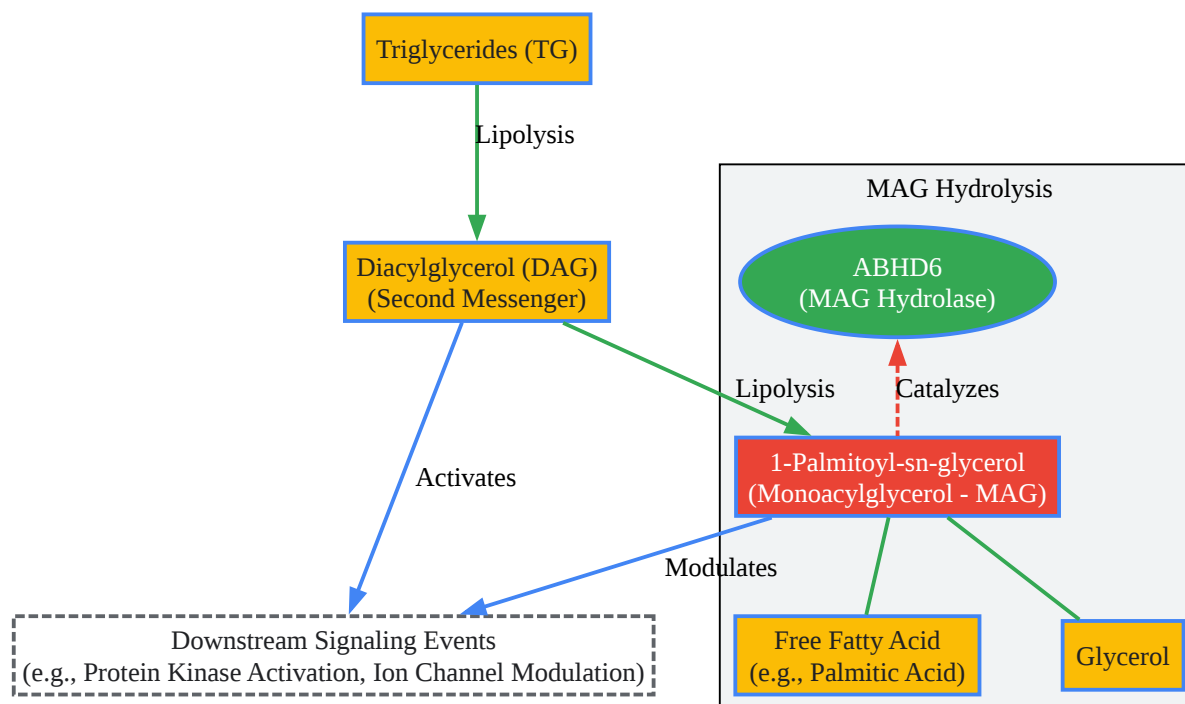 Triglycerides (TG)
Lipolysis
MAG Hydrolysis
ABHD6
(MAG Hydrolase)
Diacylglycerol (DAG)
(Second Messenger)
Lipolysis
Catalyzes
1-Palmitoyl-sn-glycerol
(Monoacylglycerol - MAG)
Activates
Modulates
Downstream Signaling Events
(e.g., Protein Kinase Activation, Ion Channel Modulation)
Free Fatty Acid
(e.g., Palmitic Acid)
Glycerol